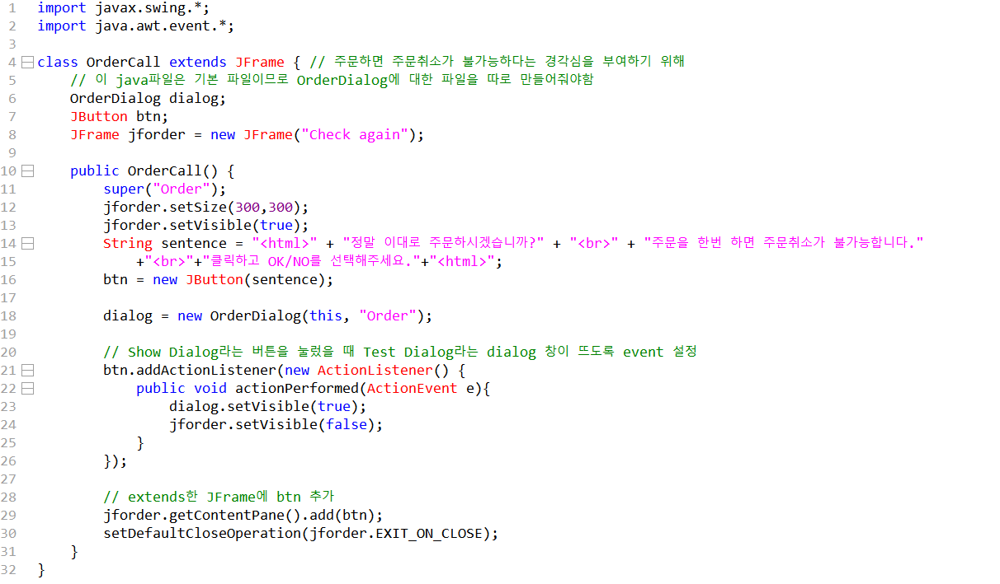 1 import javax.swing.*;
2 import java.awt.event.*;
3
4 class OrderCall extends JFrame { // 주문하면 주문취소가 불가능하다는 경각심을 부여하기 위해
5     // 이 java파일은 기본 파일이므로 OrderDialog에 대한 파일을 따로 만들어줘야함
6     OrderDialog dialog;
7     JButton btn;
8     JFrame jforder = new JFrame("Check again");
9
10     public OrderCall() {
11         super("Order");
12         jforder.setSize(300,300);
13         jforder.setVisible(true);
14         String sentence = "<html>" + "정말 이대로 주문하시겠습니까?" + "<br>" + "주문을 한번 하면 주문취소가 불가능합니다."
15             +"<br>"+"클릭하고 OK/NO를 선택해주세요."+"<html>";
16         btn = new JButton(sentence);
17
18         dialog = new OrderDialog(this, "Order");
19
20         // Show Dialog라는 버튼을 눌렀을 때 Test Dialog라는 dialog 창이 뜨도록 event 설정
21         btn.addActionListener(new ActionListener() {
22             public void actionPerformed(ActionEvent e){
23                 dialog.setVisible(true);
24                 jforder.setVisible(false);
25             }
26         });
27
28         // extends한 JFrame에 btn 추가
29         jforder.getContentPane().add(btn);
30         setDefaultCloseOperation(jforder.EXIT_ON_CLOSE);
31     }
32 }